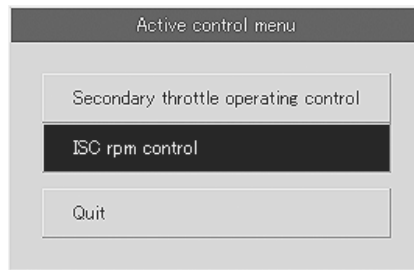 Active control menu
Secondary throttle operating control
ISC rpm control
Quit